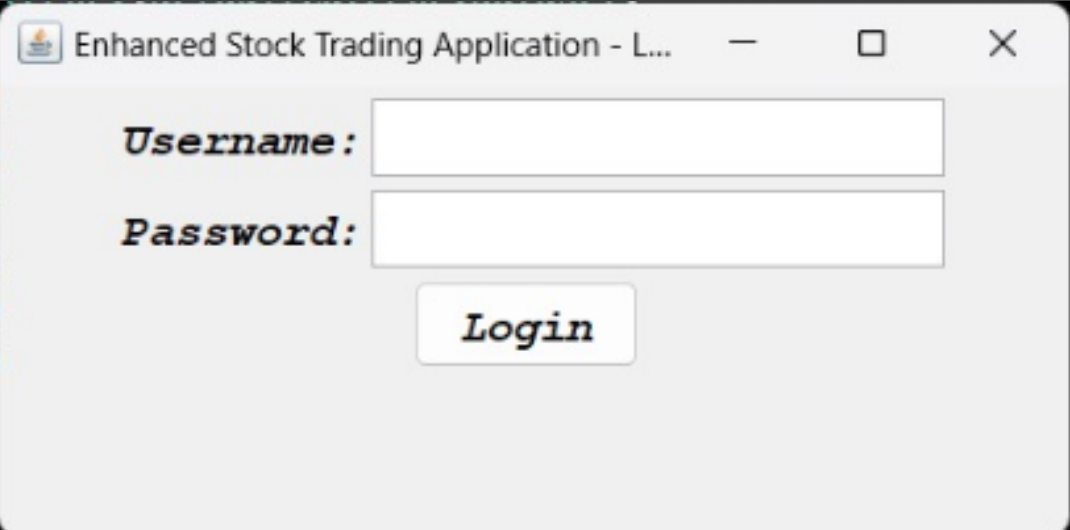 Enhanced Stock Trading Application - L...
Username:
Password:
Login